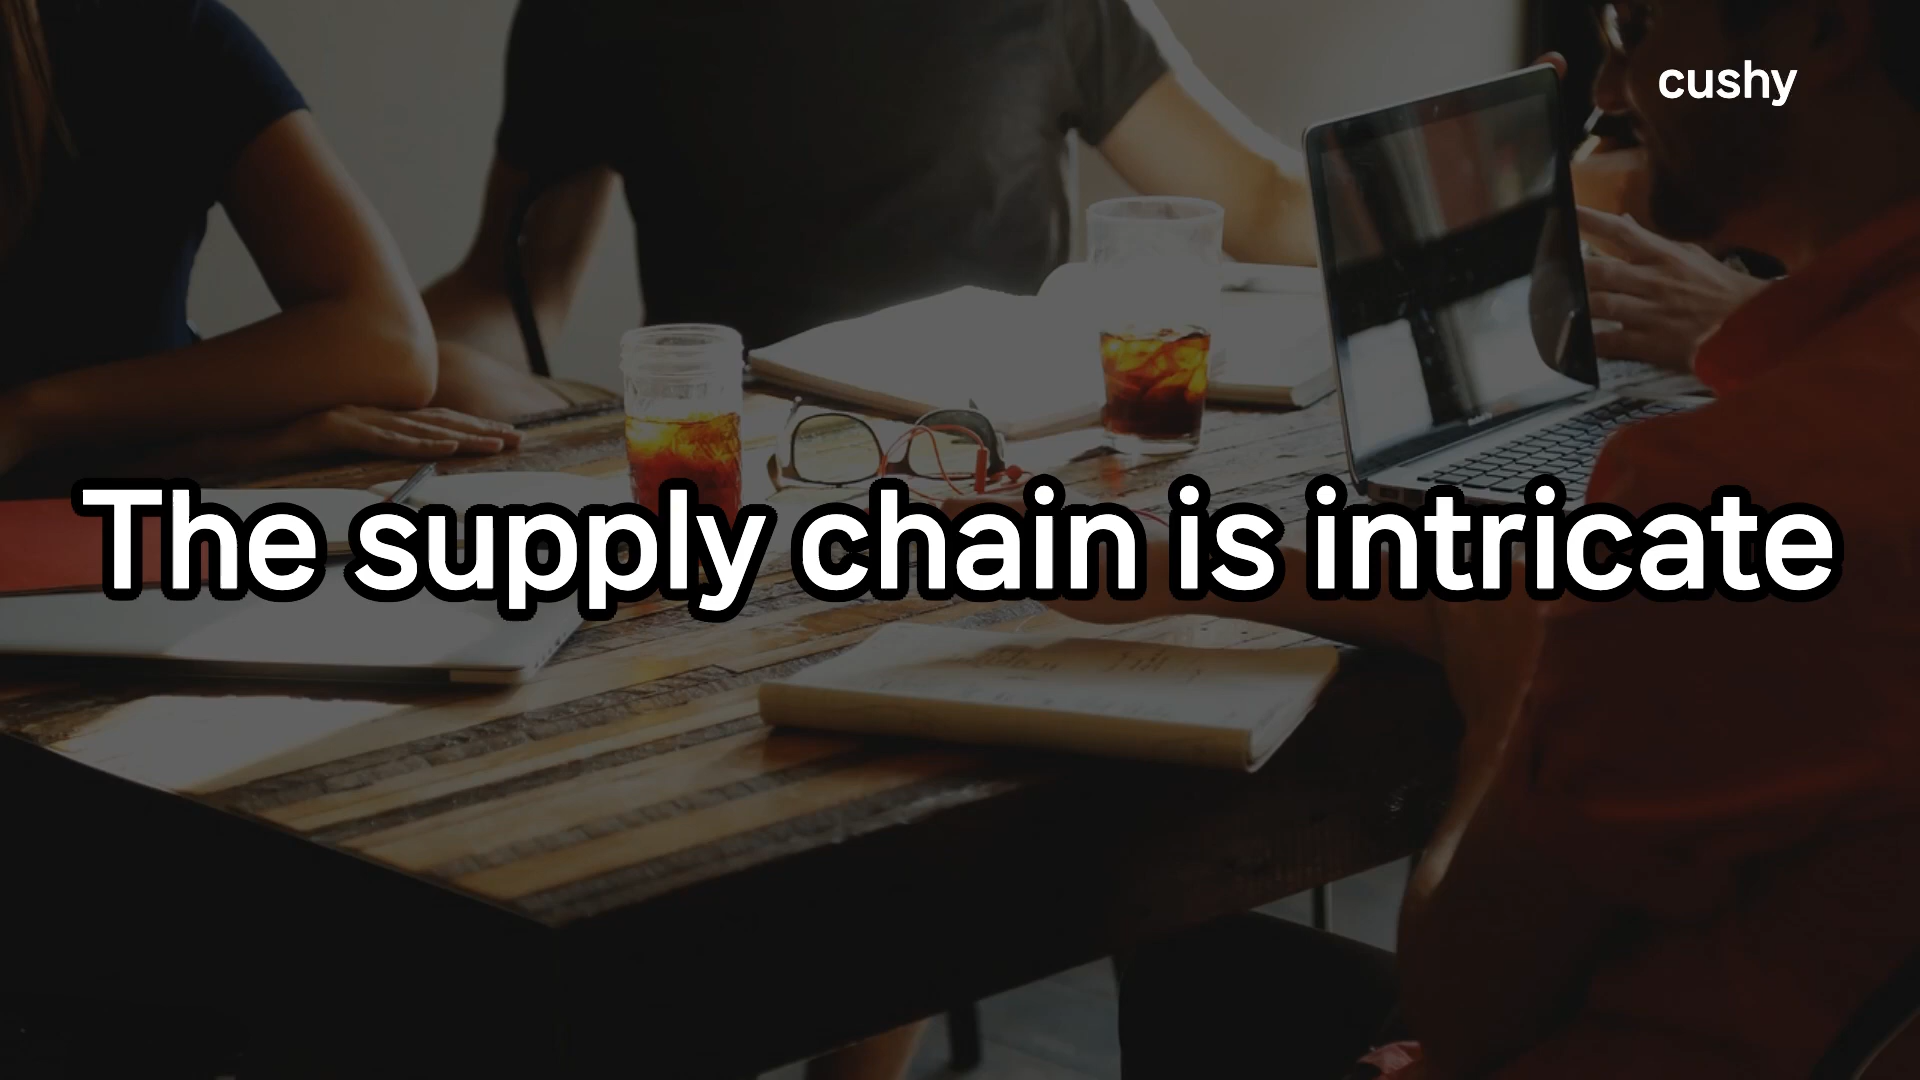 cushy
The supply chain is intricate